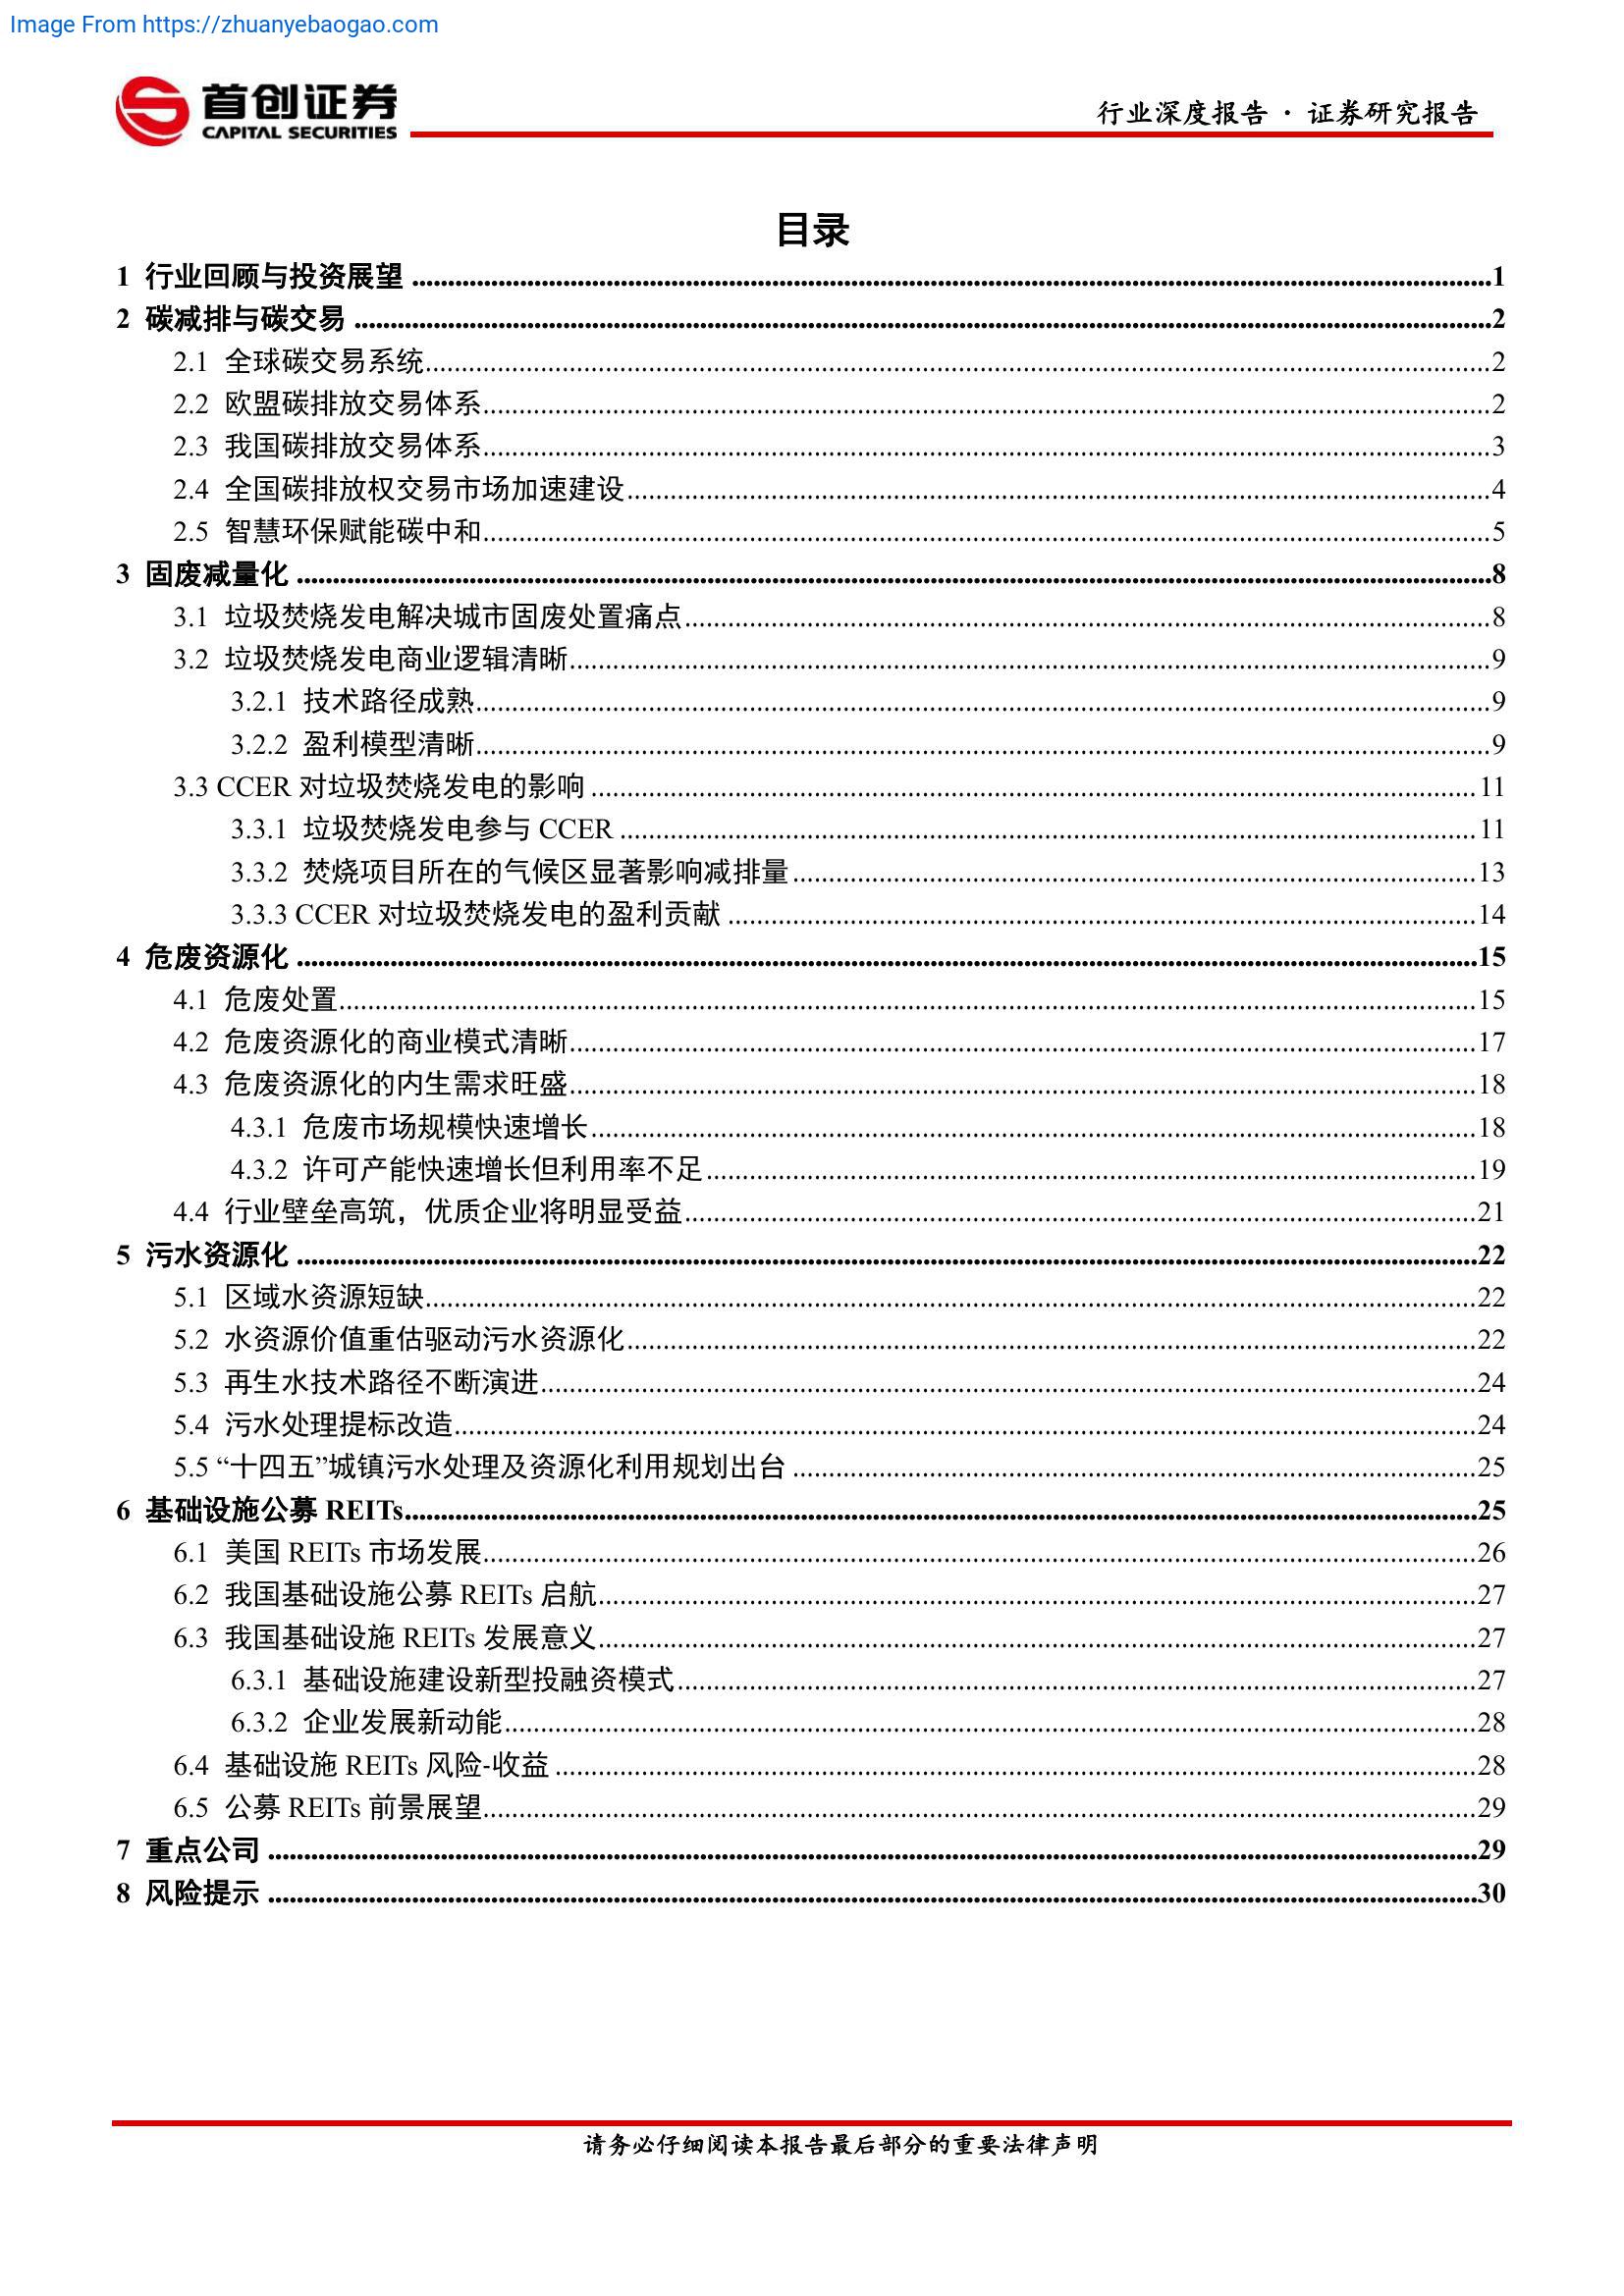 Image From https://zhuanyebaogao.com
首创证券
CAPITAL SECURITIES
行业深度报告 · 证券研究报告
目录
1 行业回顾与投资展望 ........ 1
2 碳减排与碳交易 ........ 2
2.1 全球碳交易系统 ........ 2
2.2 欧盟碳排放交易体系 ........ 2
2.3 我国碳排放交易体系 ........ 3
2.4 全国碳排放权交易市场加速建设 ........ 4
2.5 智慧环保赋能碳中和 ........ 5
3 固废减量化 ........ 8
3.1 垃圾焚烧发电解决城市固废处置痛点 ........ 8
3.2 垃圾焚烧发电商业逻辑清晰 ........ 9
3.2.1 技术路径成熟 ........ 9
3.2.2 盈利模型清晰 ........ 9
3.3 CCER 对垃圾焚烧发电的影响 ........ 11
3.3.1 垃圾焚烧发电参与 CCER ........ 11
3.3.2 焚烧项目所在的气候区显著影响减排量 ........ 13
3.3.3 CCER 对垃圾焚烧发电的盈利贡献 ........ 14
4 危废资源化 ........ 15
4.1 危废处置 ........ 15
4.2 危废资源化的商业模式清晰 ........ 17
4.3 危废资源化的内生需求旺盛 ........ 18
4.3.1 危废市场规模快速增长 ........ 18
4.3.2 许可产能快速增长但利用率不足 ........ 19
4.4 行业壁垒高筑，优质企业将明显受益 ........ 21
5 污水资源化 ........ 22
5.1 区域水资源短缺 ........ 22
5.2 水资源价值重估驱动污水资源化 ........ 22
5.3 再生水技术路径不断演进 ........ 24
5.4 污水处理提标改造 ........ 24
5.5 “十四五”城镇污水处理及资源化利用规划出台 ........ 25
6 基础设施公募 REITs ........ 25
6.1 美国 REITs 市场发展 ........ 26
6.2 我国基础设施公募 REITs 启航 ........ 27
6.3 我国基础设施 REITs 发展意义 ........ 27
6.3.1 基础设施建设新型投融资模式 ........ 27
6.3.2 企业发展新动能 ........ 28
6.4 基础设施 REITs 风险-收益 ........ 28
6.5 公募 REITs 前景展望 ........ 29
7 重点公司 ........ 29
8 风险提示 ........ 30
请务必仔细阅读本报告最后部分的重要法律声明